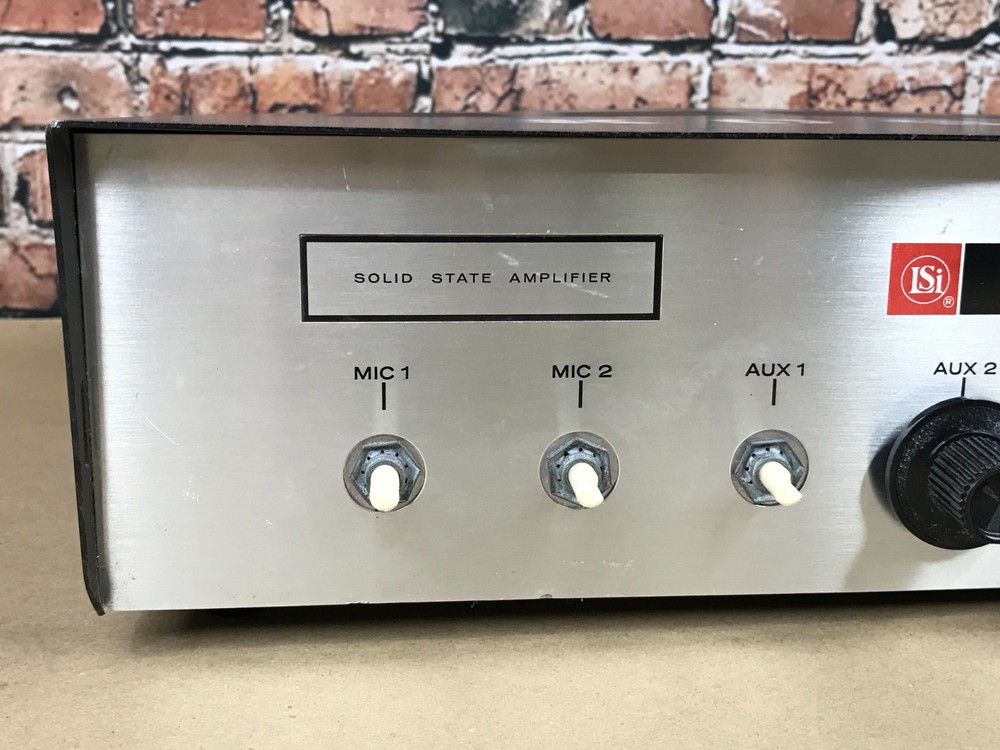 SOLID STATE AMPLIFIER
LSi ®
MIC 1
MIC 2
AUX 1
AUX 2